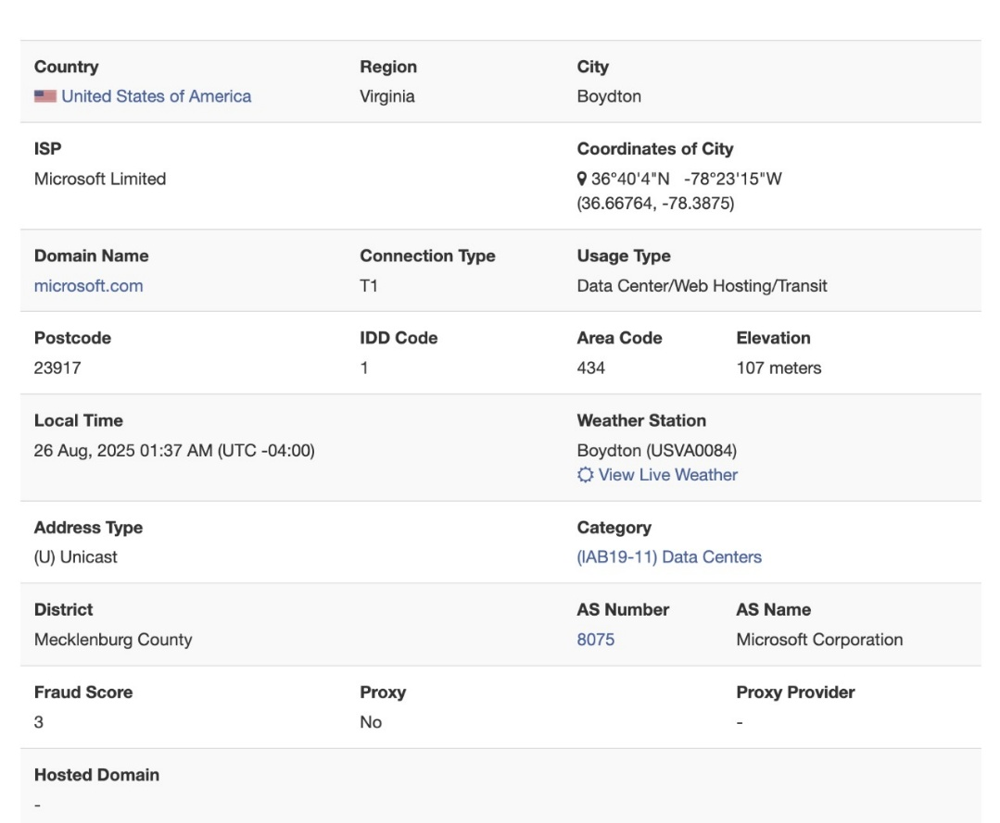 Country Region City
United States of America Virginia Boydton
ISP Coordinates of City
Microsoft Limited 36°40'4"N -78°23'15"W
(36.66764, -78.3875)
Domain Name Connection Type Usage Type
microsoft.com T1 Data Center/Web Hosting/Transit
Postcode IDD Code Area Code Elevation
23917 1 434 107 meters
Local Time Weather Station
26 Aug, 2025 01:37 AM (UTC -04:00) Boydton (USVA0084)
View Live Weather
Address Type Category
(U) Unicast (IAB19-11) Data Centers
District AS Number AS Name
Mecklenburg County 8075 Microsoft Corporation
Fraud Score Proxy Proxy Provider
3 No -
Hosted Domain
-